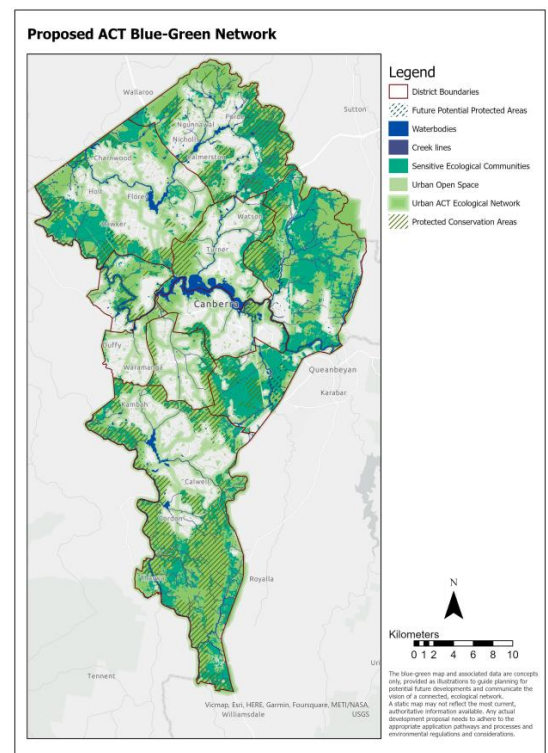 Proposed ACT Blue-Green Network
Legend
District Boundaries
Future Potential Protected Areas
Waterbodies
Creek lines
Sensitive Ecological Communities
Urban Open Space
Urban ACT Ecological Network
Protected Conservation Areas
Wallaroo
Sutton
Ngunnawal
Nicholls
Palmerston
Charnwood
Holt
Florey
Hawker
Watson
Turner
Canberra
Duffy
Waramanga
Queanbeyan
Karabar
Kambah
Calwell
Gordon
Royalla
Tennent
Williamsdale
Vicmap, Esri, HERE, Garmin, Foursquare, METI/NASA,
USGS
N
Kilometers
0 1 2 4 6 8 10
The blue-green map and associated data are concepts
only, provided as illustrations to guide planning for
potential future developments and communicate the
vision of a connected, ecological network.
A static map may not reflect the most current,
authoritative information available. Any actual
development proposal needs to adhere to the
appropriate application pathways and processes and
environmental regulations and considerations.